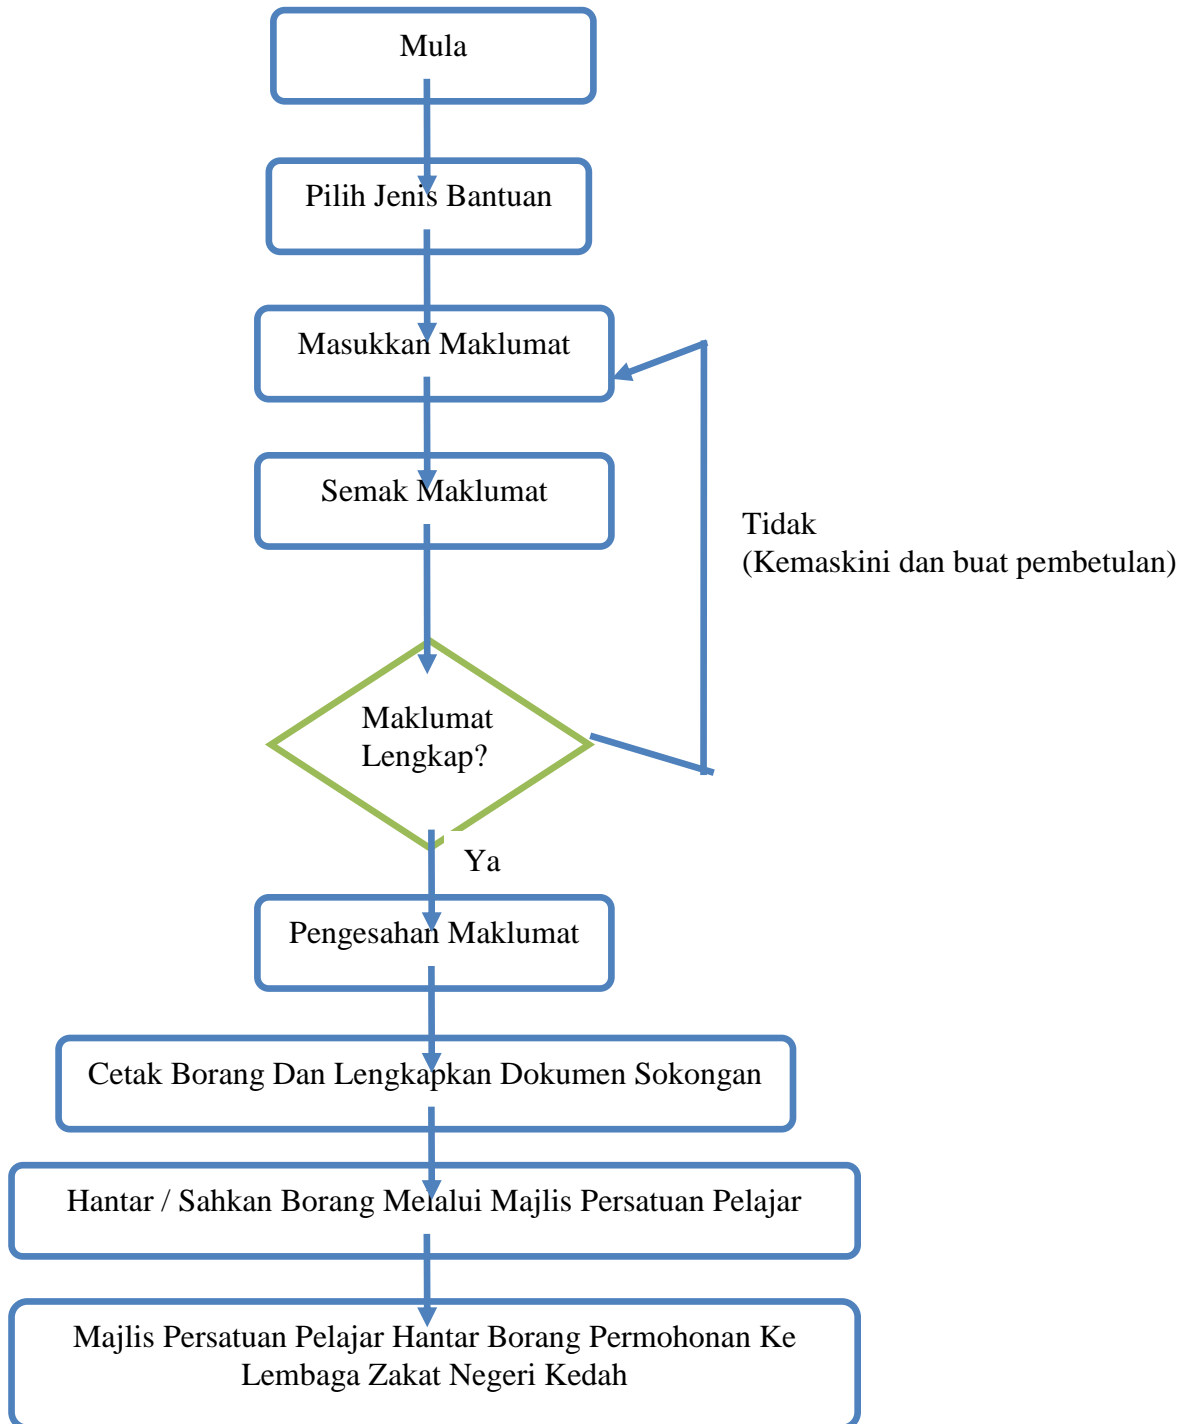 Mula
Pilih Jenis Bantuan
Masukkan Maklumat
Semak Maklumat
Tidak
(Kemaskini dan buat pembetulan)
Maklumat
Lengkap?
Ya
Pengesahan Maklumat
Cetak Borang Dan Lengkapkan Dokumen Sokongan
Hantar / Sahkan Borang Melalui Majlis Persatuan Pelajar
Majlis Persatuan Pelajar Hantar Borang Permohonan Ke
Lembaga Zakat Negeri Kedah